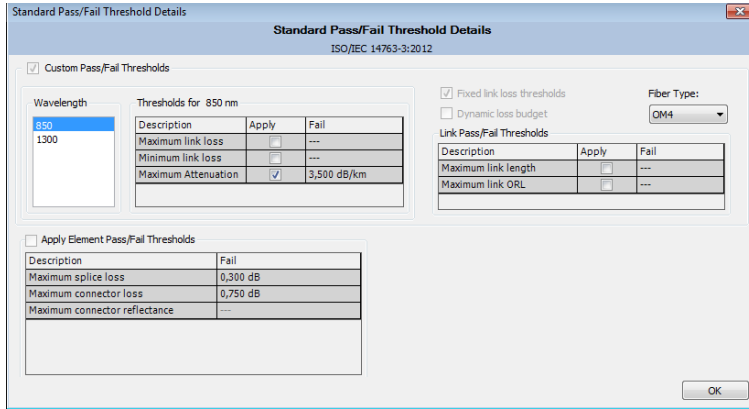 Standard Pass/Fail Threshold Details
Standard Pass/Fail Threshold Details
ISO/IEC 14763-3:2012
Custom Pass/Fail Thresholds
Wavelength
850
1300
Thresholds for 850 nm
Description Apply Fail
Maximum link loss ---
Minimum link loss ---
Maximum Attenuation 3,500 dB/km
Fixed link loss thresholds
Dynamic loss budget
Fiber Type:
OM4
Link Pass/Fail Thresholds
Description Apply Fail
Maximum link length ---
Maximum link ORL ---
Apply Element Pass/Fail Thresholds
Description Fail
Maximum splice loss 0,300 dB
Maximum connector loss 0,750 dB
Maximum connector reflectance ---
OK